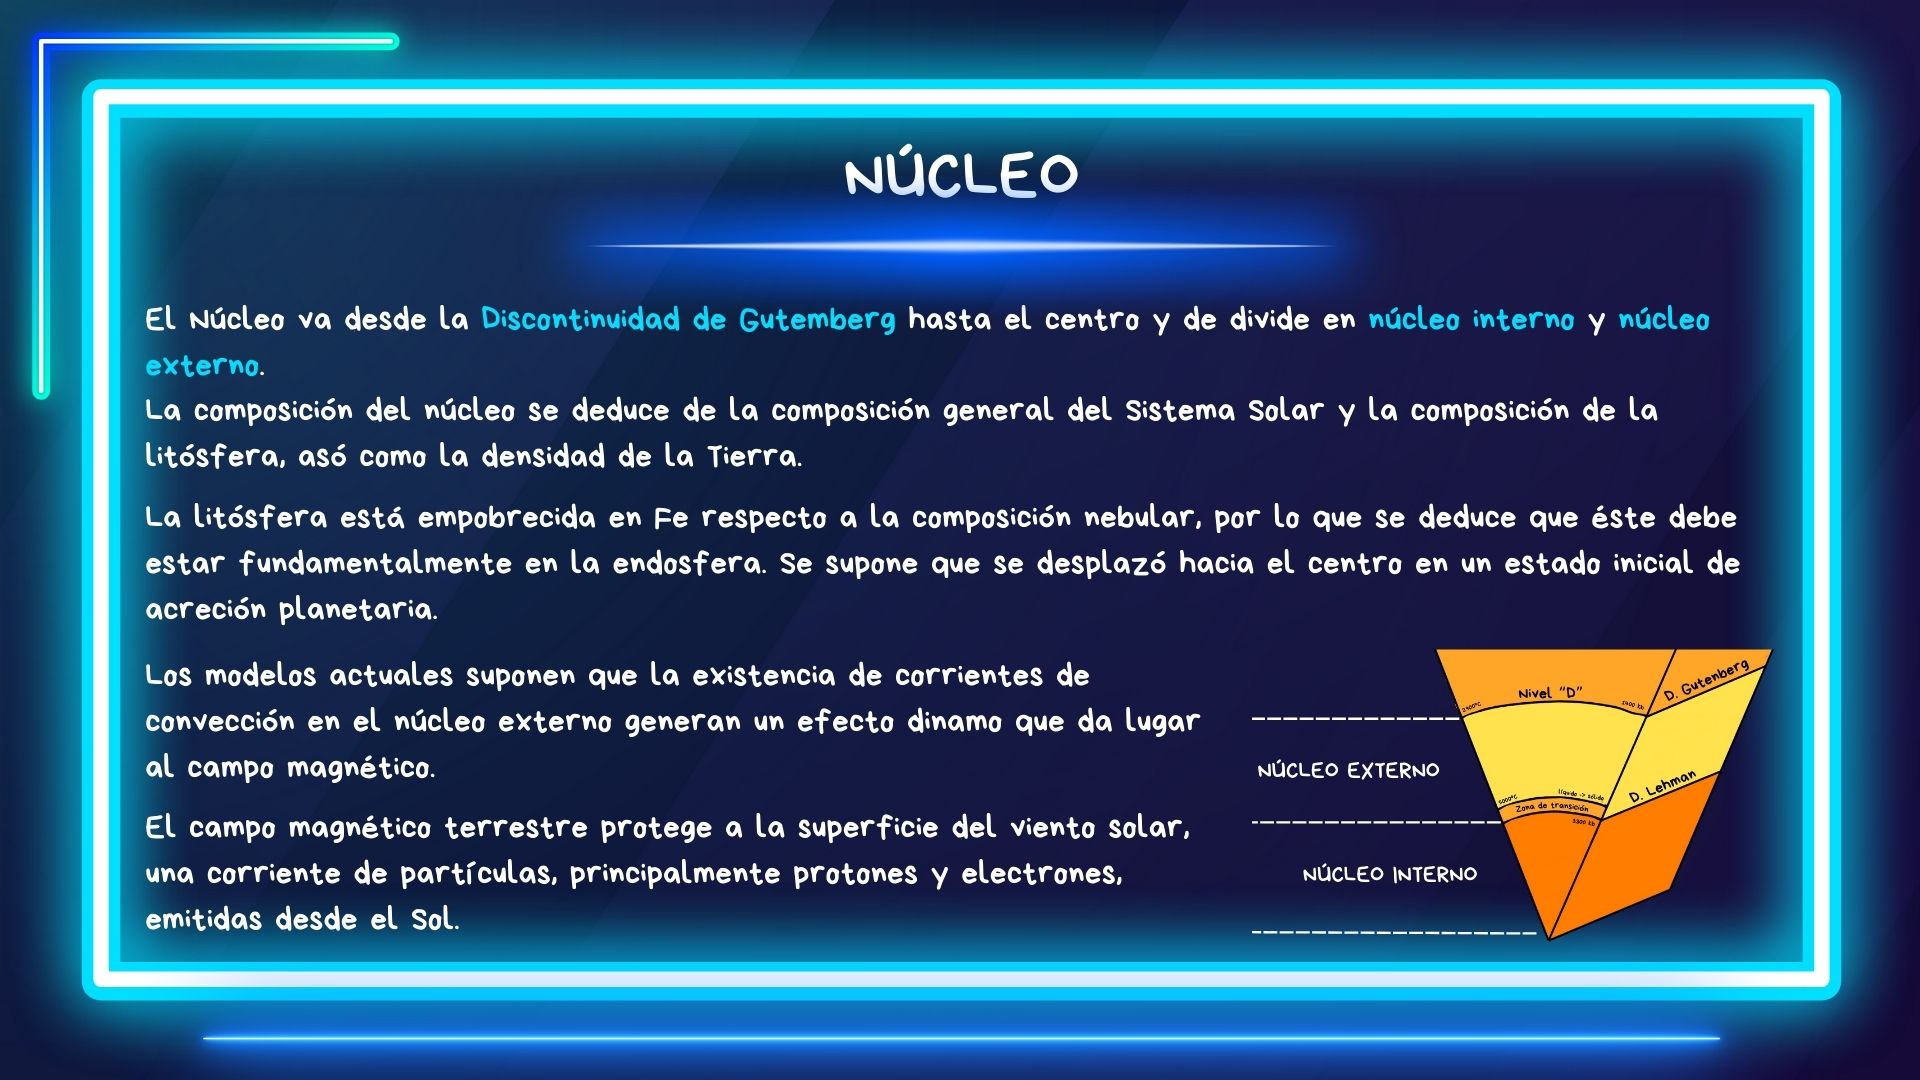 NÚCLEO
El Núcleo va desde la Discontinuidad de Gutemberg hasta el centro y de divide en núcleo interno y núcleo
externo.
La composición del núcleo se deduce de la composición general del Sistema Solar y la composición de la
litósfera, asó como la densidad de la Tierra.
La litósfera está empobrecida en Fe respecto a la composición nebular, por lo que se deduce que éste debe
estar fundamentalmente en la endosfera. Se supone que se desplazó hacia el centro en un estado inicial de
acreción planetaria.
Los modelos actuales suponen que la existencia de corrientes de
convección en el núcleo externo generan un efecto dinamo que da lugar
al campo magnético.
El campo magnético terrestre protege a la superficie del viento solar,
una corriente de partículas, principalmente protones y electrones,
emitidas desde el Sol.
D. Gutenberg
Nivel "D"
NÚCLEO EXTERNO
D. Lehman
líquido -> sólido
Zona de transición
NÚCLEO INTERNO